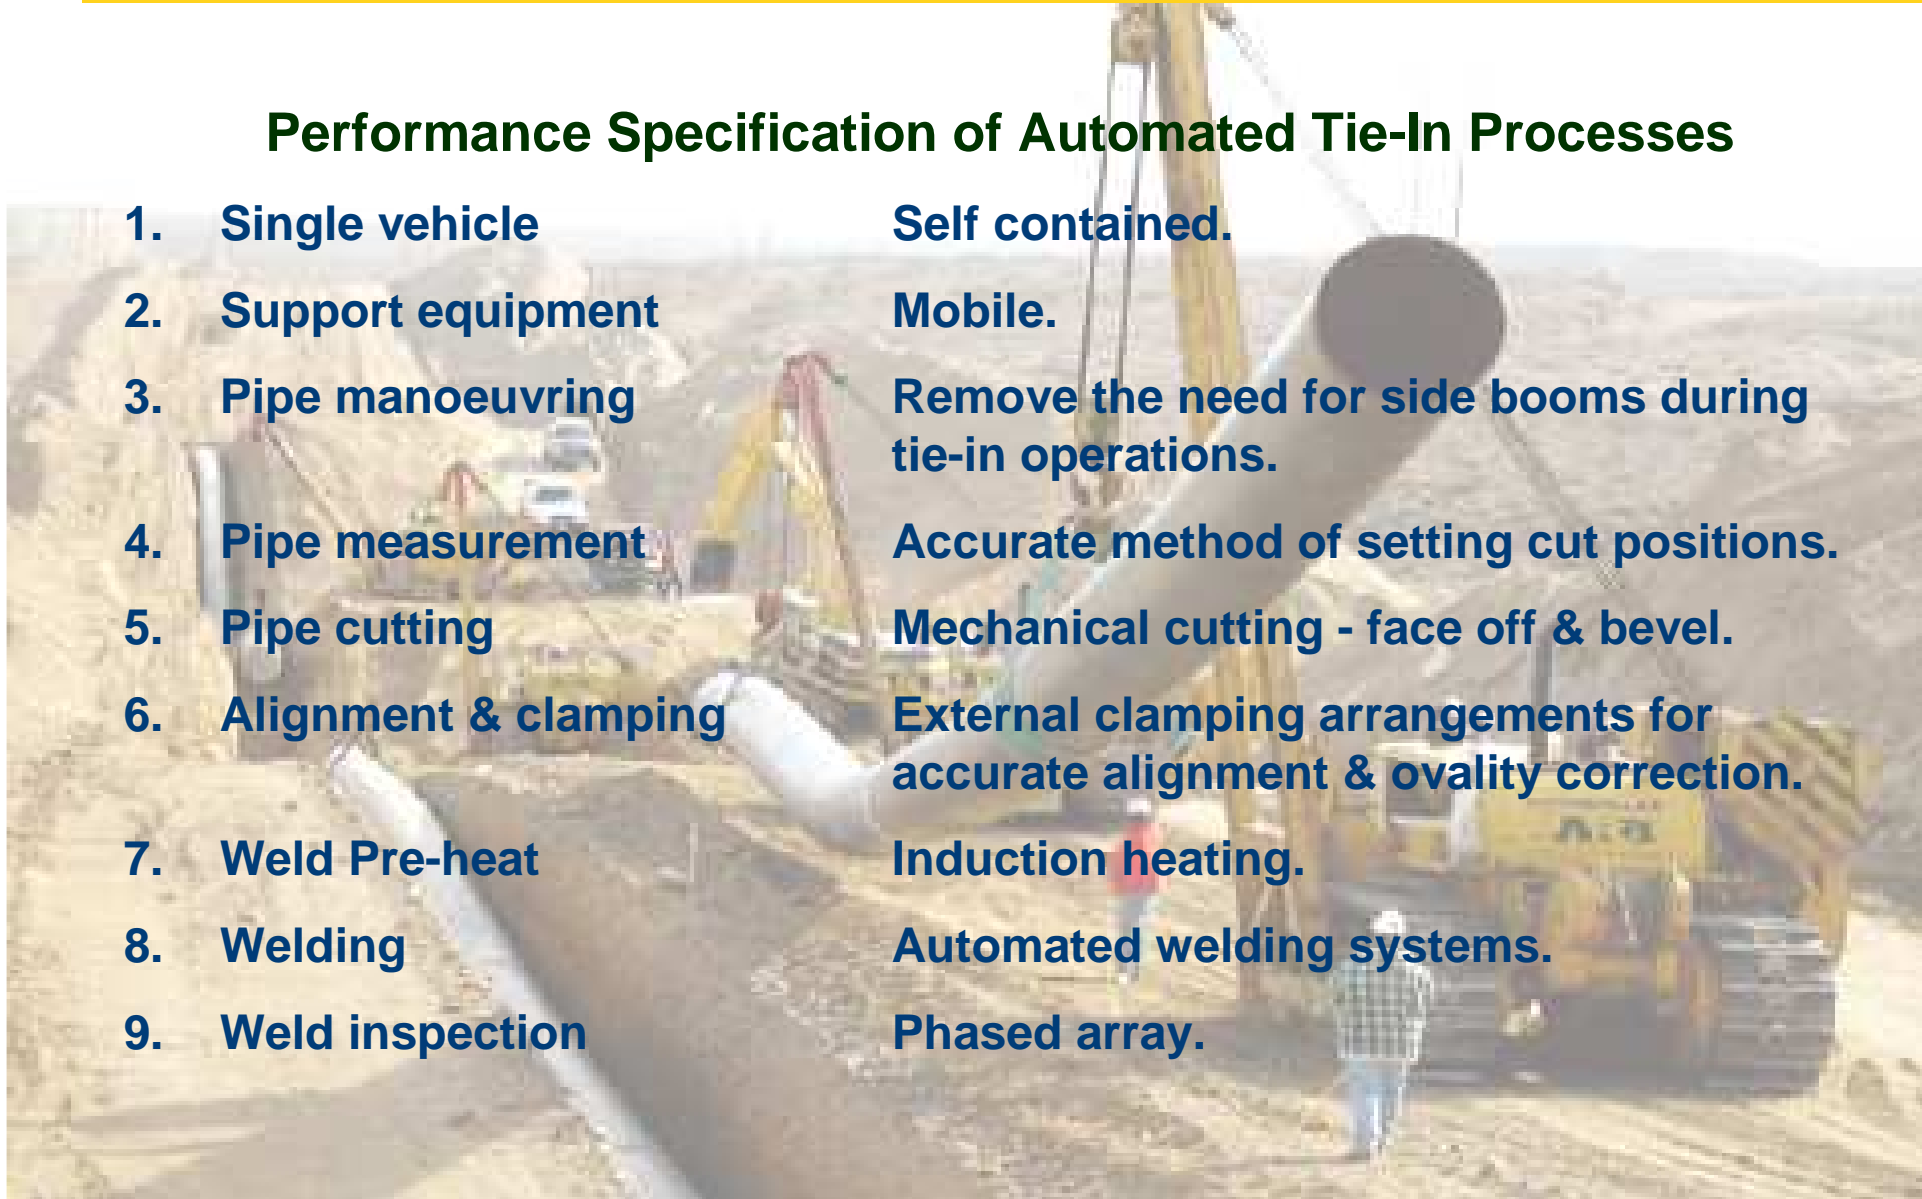 Performance Specification of Automated Tie-In Processes
1. Single vehicle Self contained.
2. Support equipment Mobile.
3. Pipe manoeuvring Remove the need for side booms during
tie-in operations.
4. Pipe measurement Accurate method of setting cut positions.
5. Pipe cutting Mechanical cutting - face off & bevel.
6. Alignment & clamping External clamping arrangements for
accurate alignment & ovality correction.
7. Weld Pre-heat Induction heating.
8. Welding Automated welding systems.
9. Weld inspection Phased array.